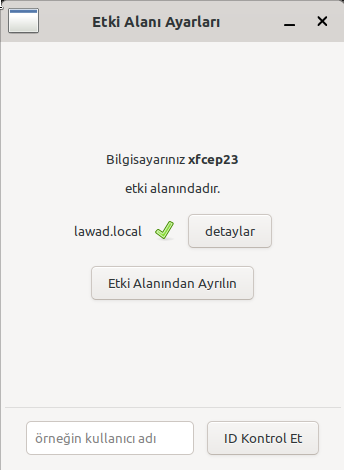 Etki Alanı Ayarları
Bilgisayarınız xfcep23
etki alanındadır.
lawad.local detaylar
Etki Alanından Ayrılın
örneğin kullanıcı adı ID Kontrol Et